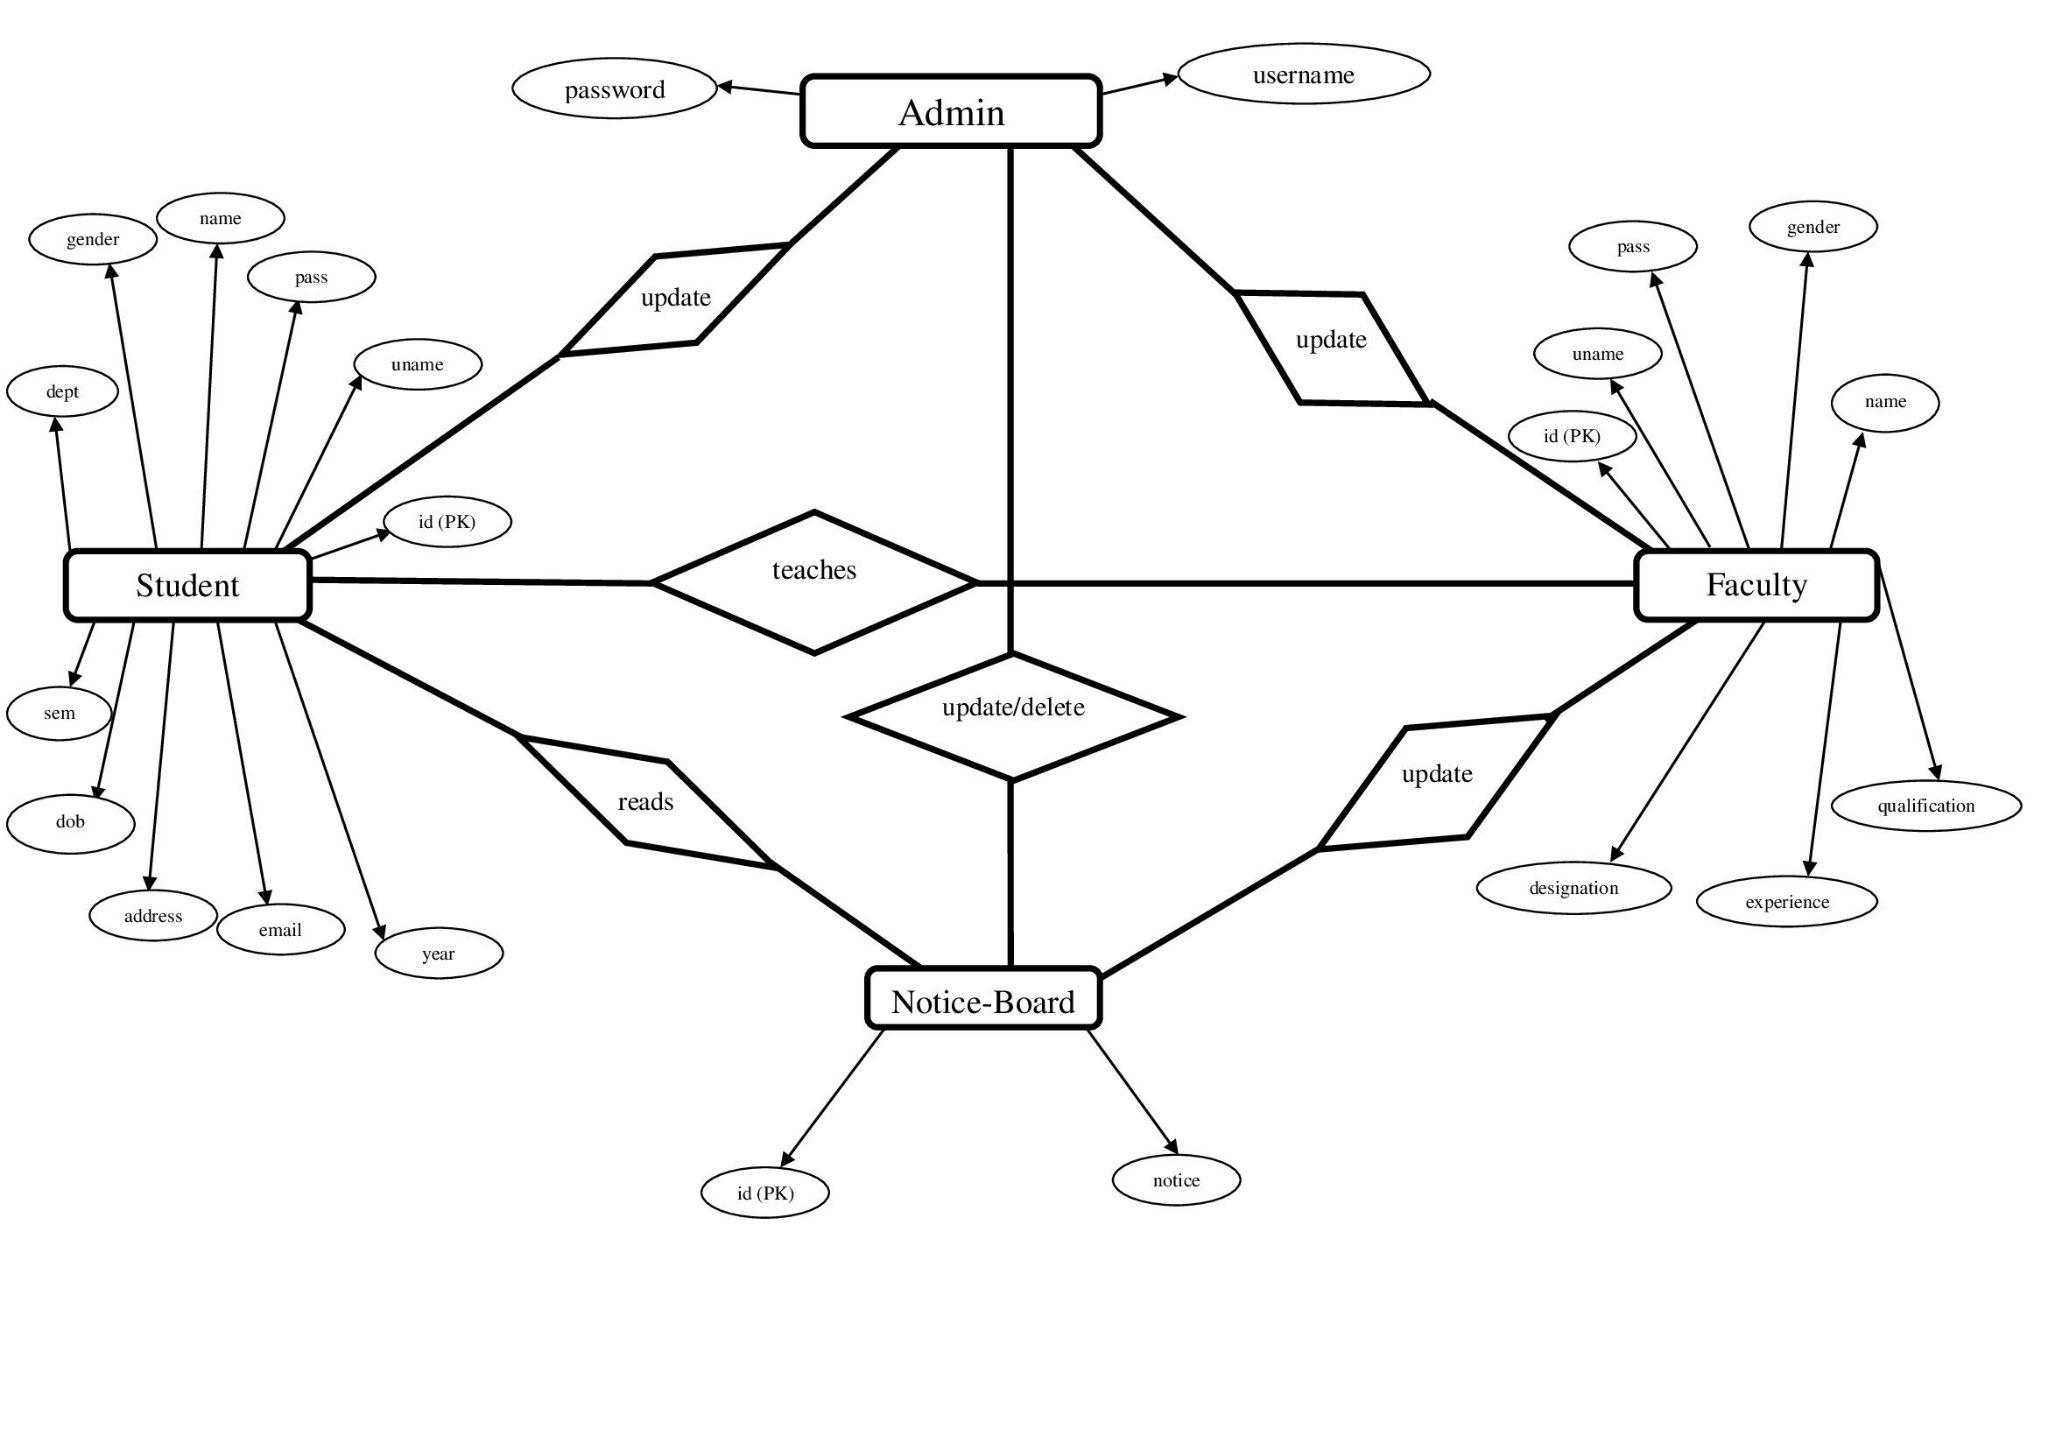 password
username
Admin
gender
name
pass
uname
dept
id (PK)
update
update
pass
gender
uname
name
id (PK)
Student
teaches
Faculty
sem
dob
address
email
year
reads
update/delete
update
designation
experience
qualification
Notice-Board
id (PK)
notice